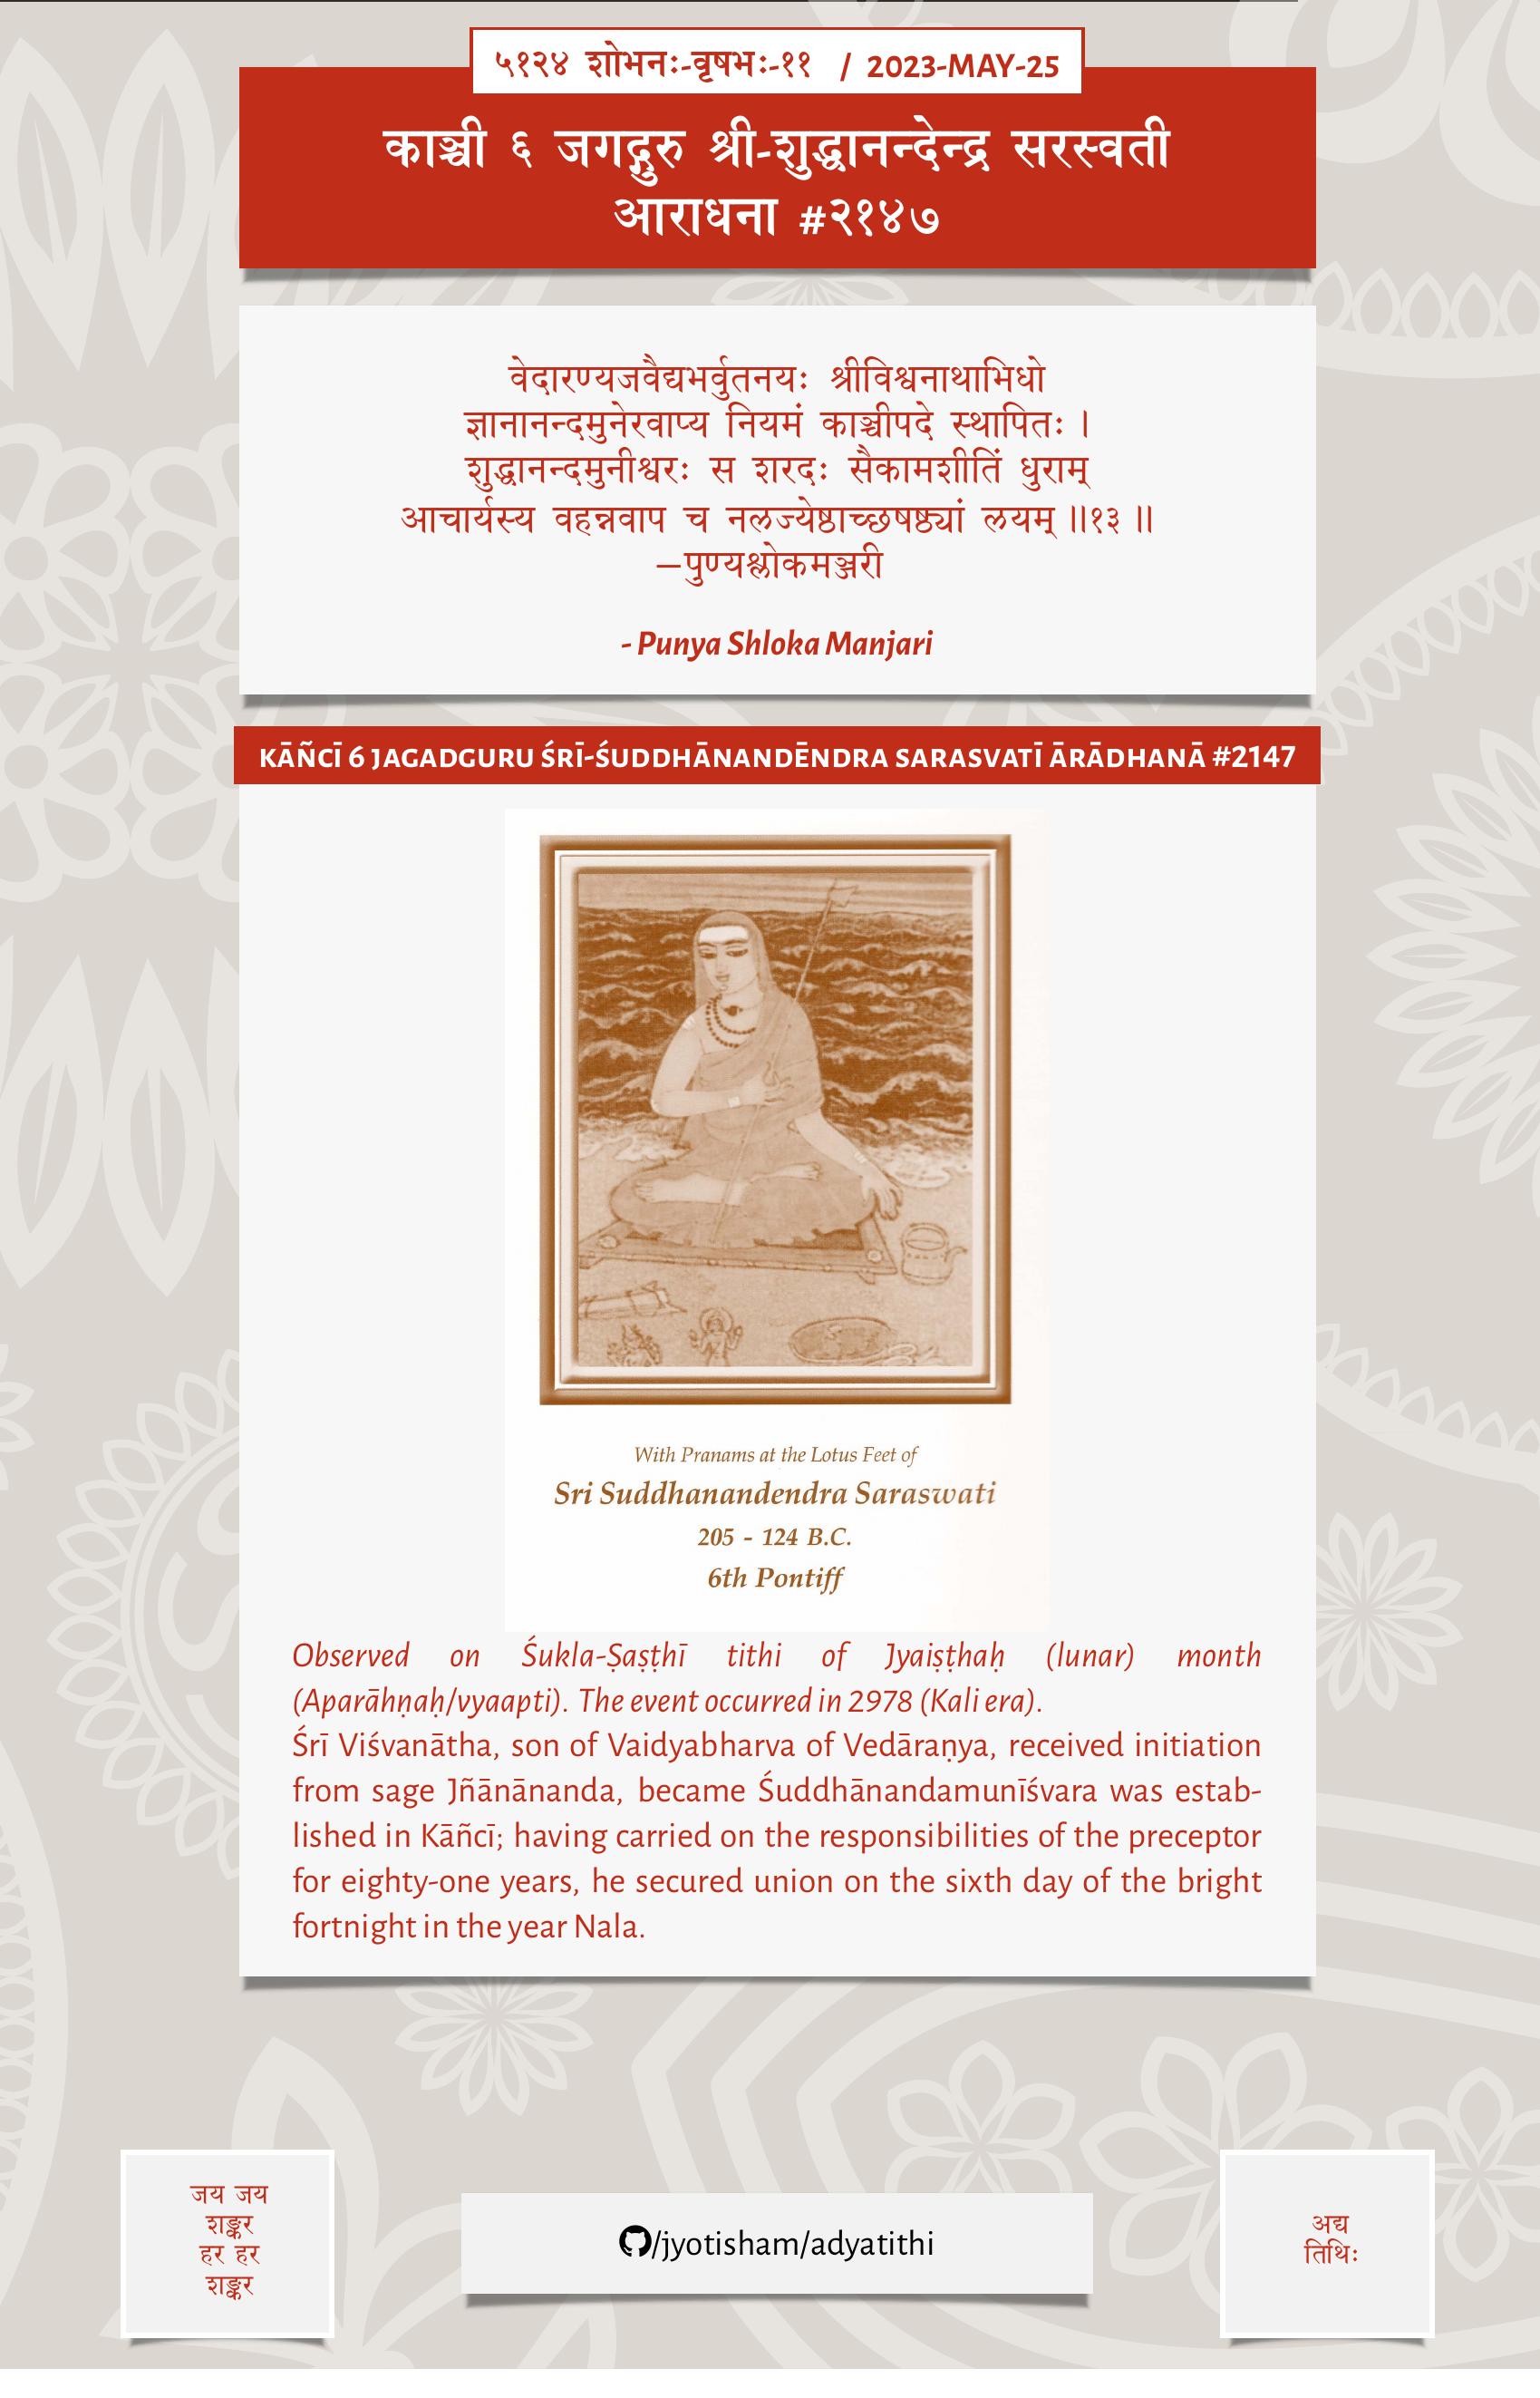 ५१२४ शोभनः-वृषभः-११ / 2023-MAY-25
काञ्ची ६ जगद्गुरु श्री-शुद्धानन्देन्द्र सरस्वती
आराधना #२१४७
वेदारण्यजवैद्यभर्वुतनयः श्रीविश्वनाथाभिधो
ज्ञानानन्दमुनेरवाप्य नियमं काञ्चीपदे स्थापितः।
शुद्धानन्दमुनीश्वरः स शरदः सैकामशीतिं धुराम्
आचार्यस्य वहन्नवाप च नलज्येष्ठाच्छषष्ठ्यां लयम्॥१३॥
—पुण्यश्लोकमञ्जरी
- Punya Shloka Manjari
KĀÑCĪ 6 JAGADGURU ŚRĪ-ŚUDDHĀNANDĒNDRA SARASVATĪ ĀRĀDHANĀ #2147
With Pranams at the Lotus Feet of
Sri Suddhanandendra Saraswati
205 - 124 B.C.
6th Pontiff
Observed on Śukla-Ṣaṣṭhī tithi of Jyaiṣṭhaḥ (lunar) month
(Aparāhṇaḥ/vyaapti). The event occurred in 2978 (Kali era).
Śrī Viśvanātha, son of Vaidyabharva of Vedāraṇya, received initiation
from sage Jñānānanda, became Śuddhānandamunīśvara was estab-
lished in Kāñcī; having carried on the responsibilities of the preceptor
for eighty-one years, he secured union on the sixth day of the bright
fortnight in the year Nala.
जय जय
शङ्कर
हर हर
शङ्कर
/jyotisham/adyatithi
अद्य
तिथिः